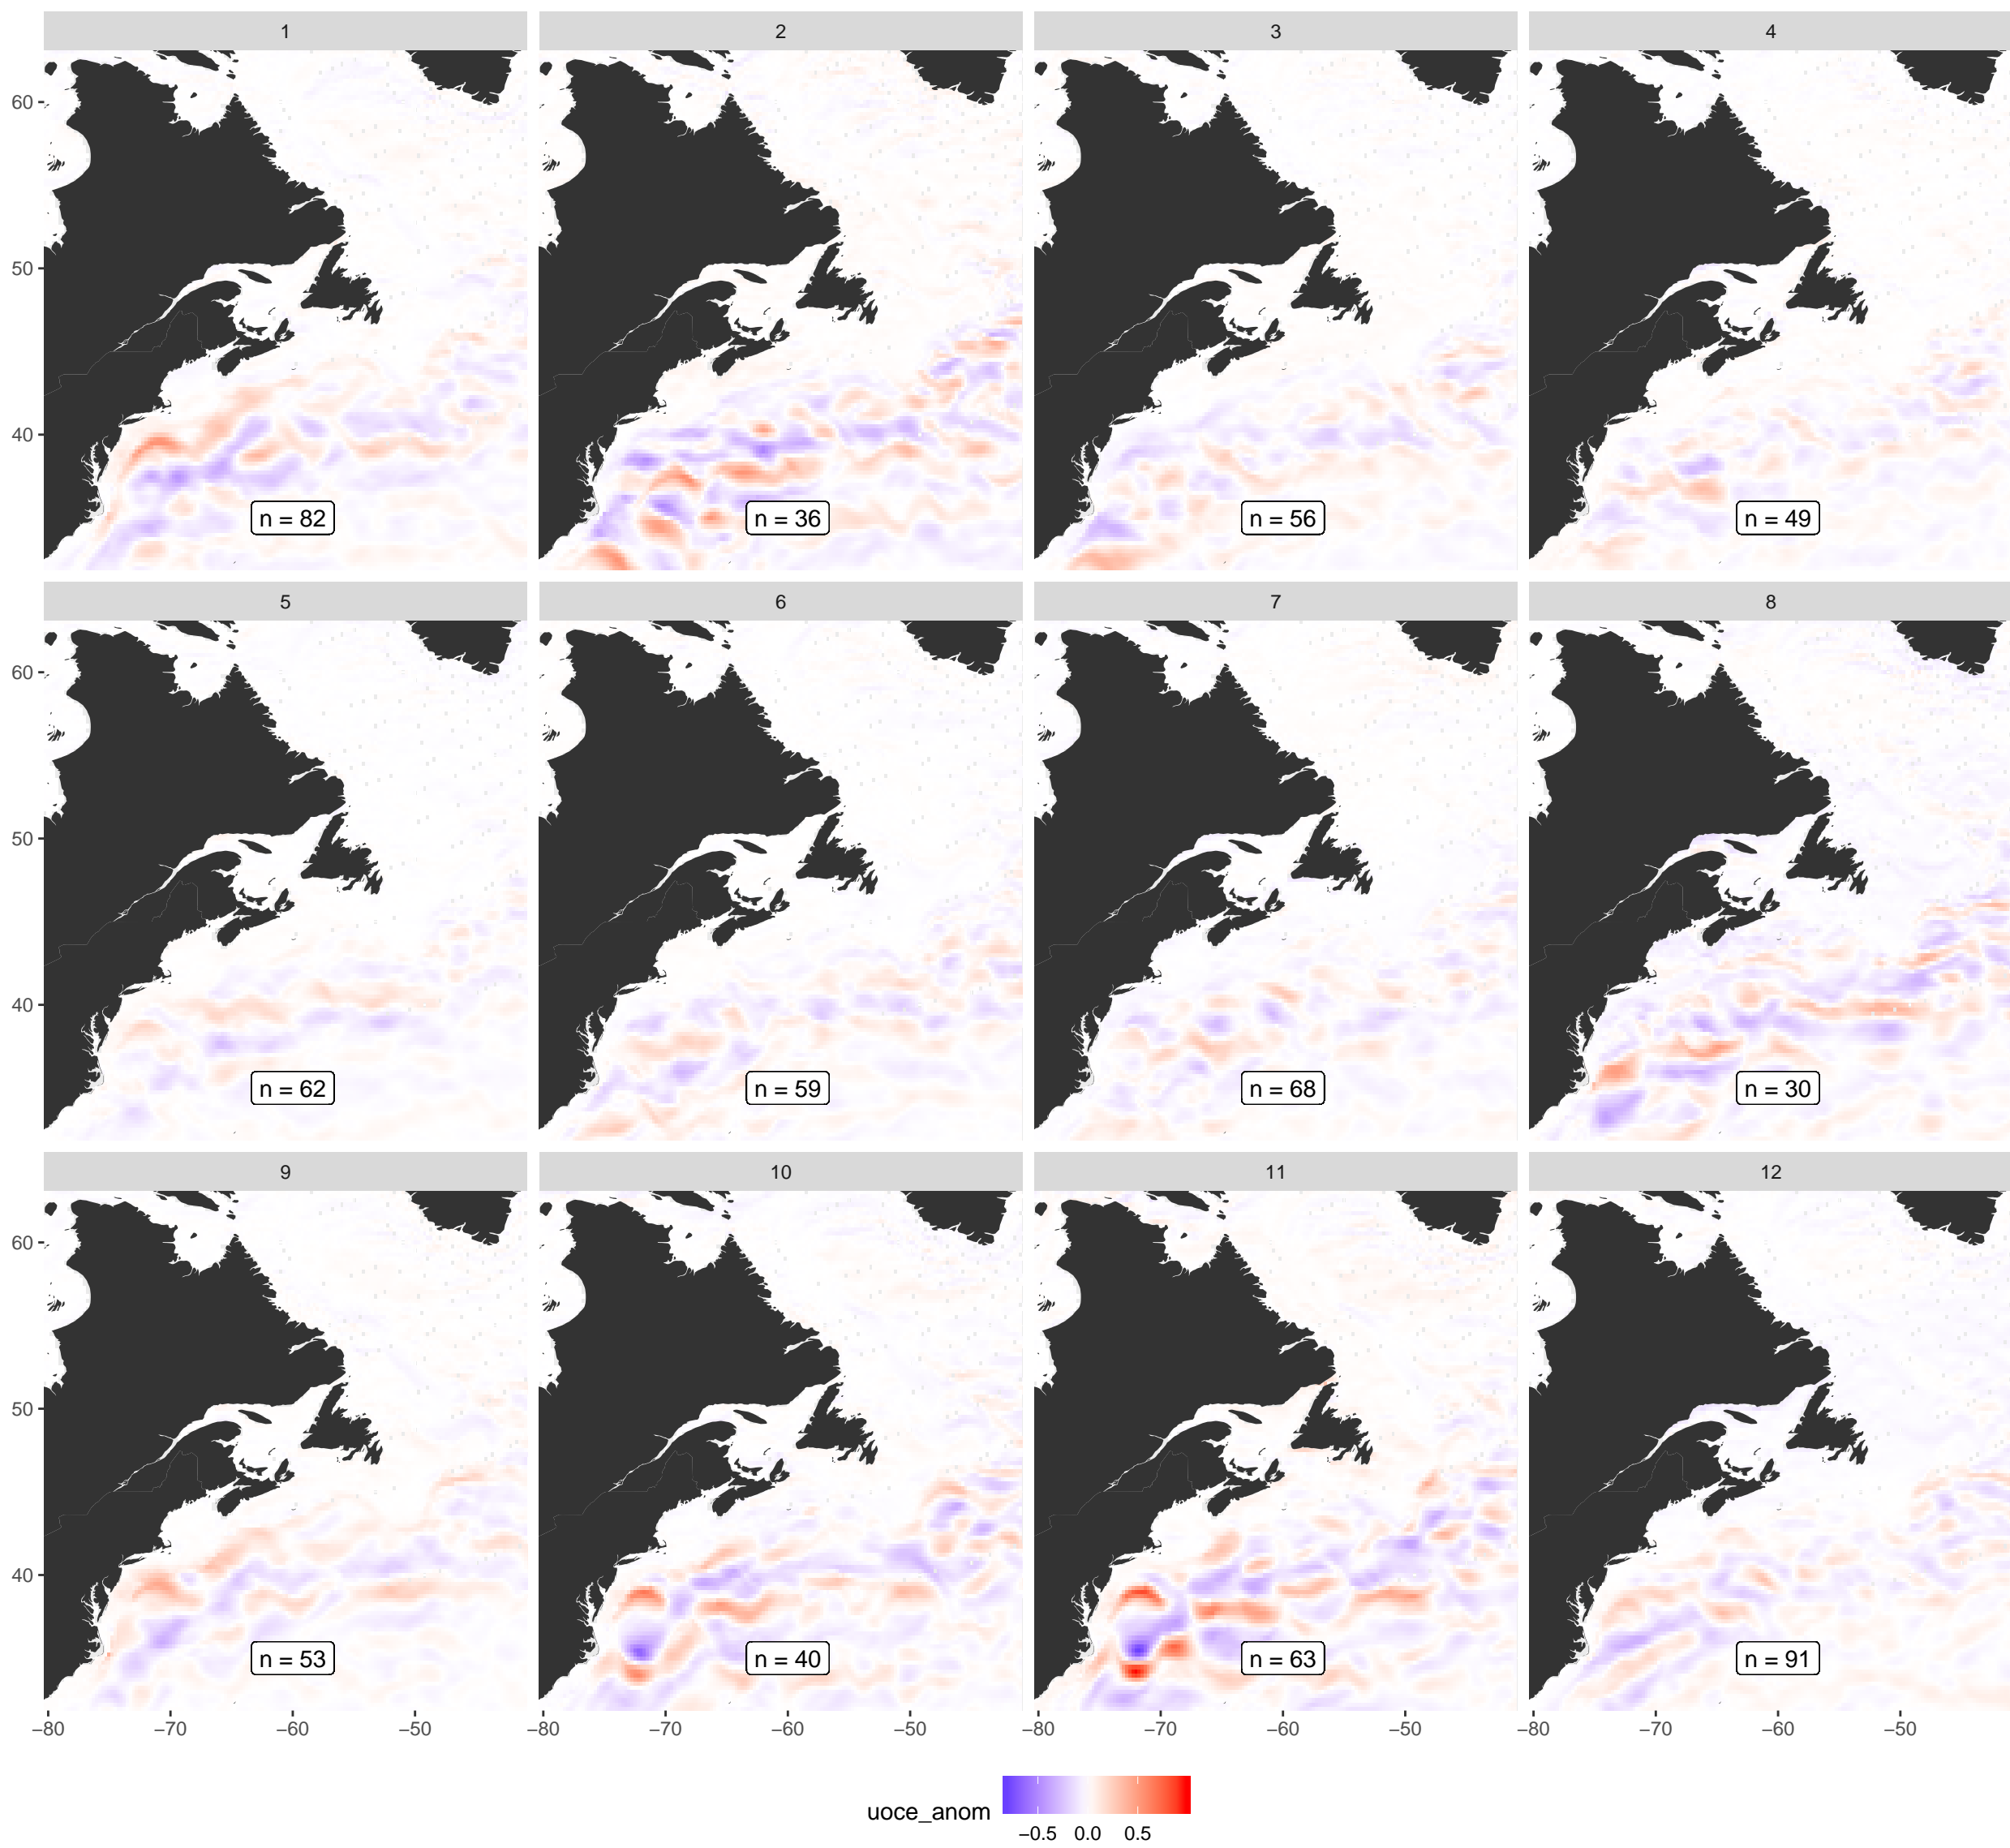 1 2 3 4
60
50
40
n = 82 n = 36 n = 56 n = 49
5 6 7 8
60
50
40
n = 62 n = 59 n = 68 n = 30
9 10 11 12
60
50
40
n = 53 n = 40 n = 63 n = 91
−80 −70 −60 −50 −80 −70 −60 −50 −80 −70 −60 −50 −80 −70 −60 −50
uoce_anom
−0.5 0.0 0.5